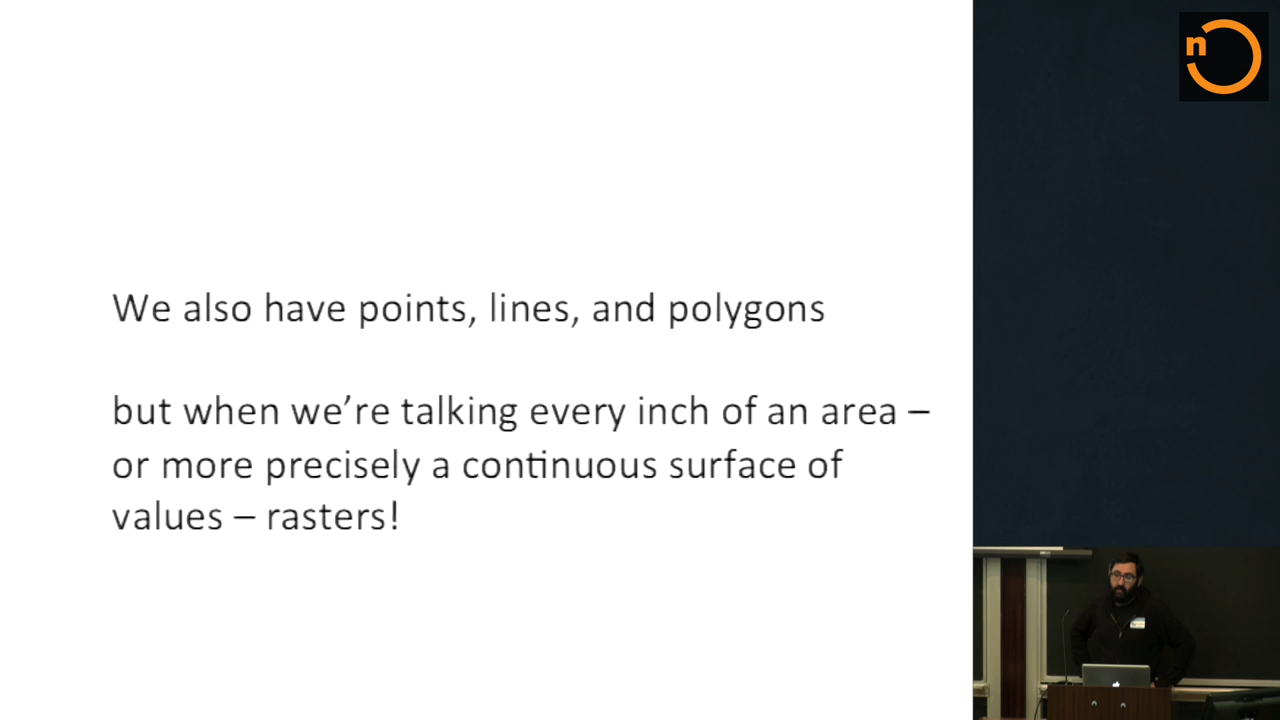 n
We also have points, lines, and polygons
but when we’re talking every inch of an area –
or more precisely a continuous surface of
values – rasters!